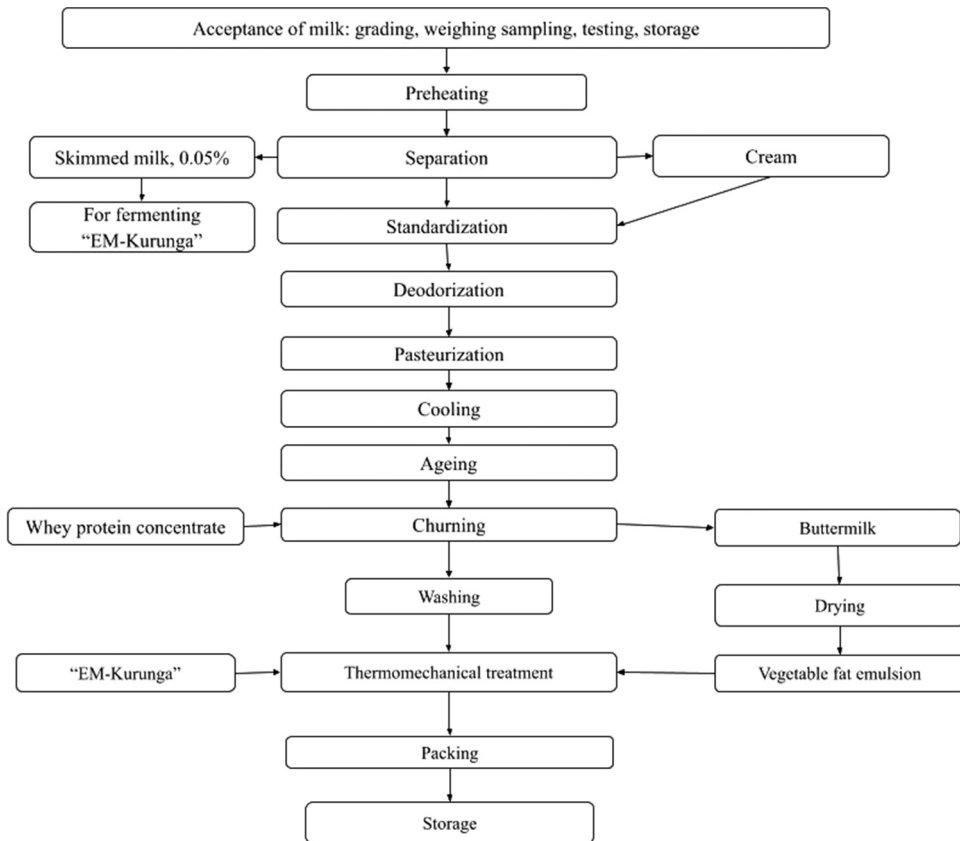 Acceptance of milk: grading, weighing sampling, testing, storage
Preheating
Skimmed milk, 0.05%
Separation
Cream
For fermenting
“EM-Kurunga”
Standardization
Deodorization
Pasteurization
Cooling
Ageing
Whey protein concentrate
Churning
Buttermilk
Washing
Drying
“EM-Kurunga”
Thermomechanical treatment
Vegetable fat emulsion
Packing
Storage